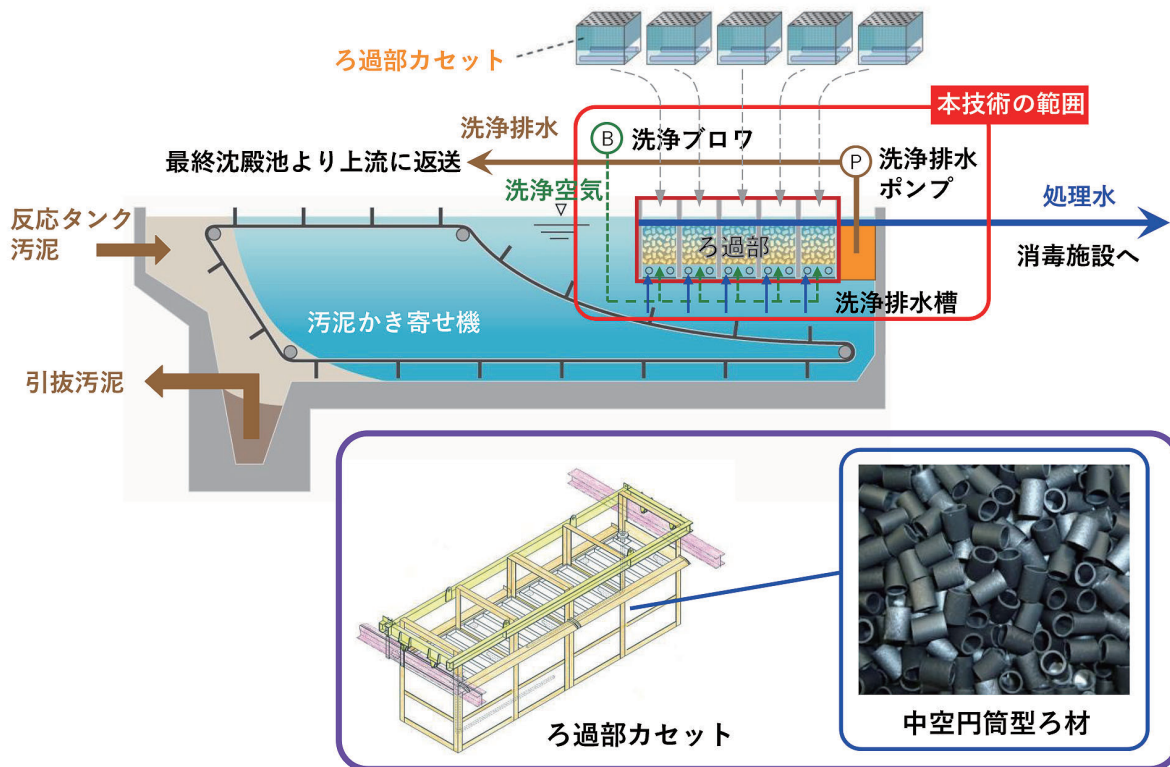 ろ過部カセット
本技術の範囲
洗浄排水
B
洗浄ブロワ
P
洗浄排水
ポンプ
最終沈殿池より上流に返送
洗浄空気
処理水
反応タンク
汚泥
ろ過部
消毒施設へ
洗浄排水槽
汚泥かき寄せ機
引抜汚泥
ろ過部カセット
中空円筒型ろ材